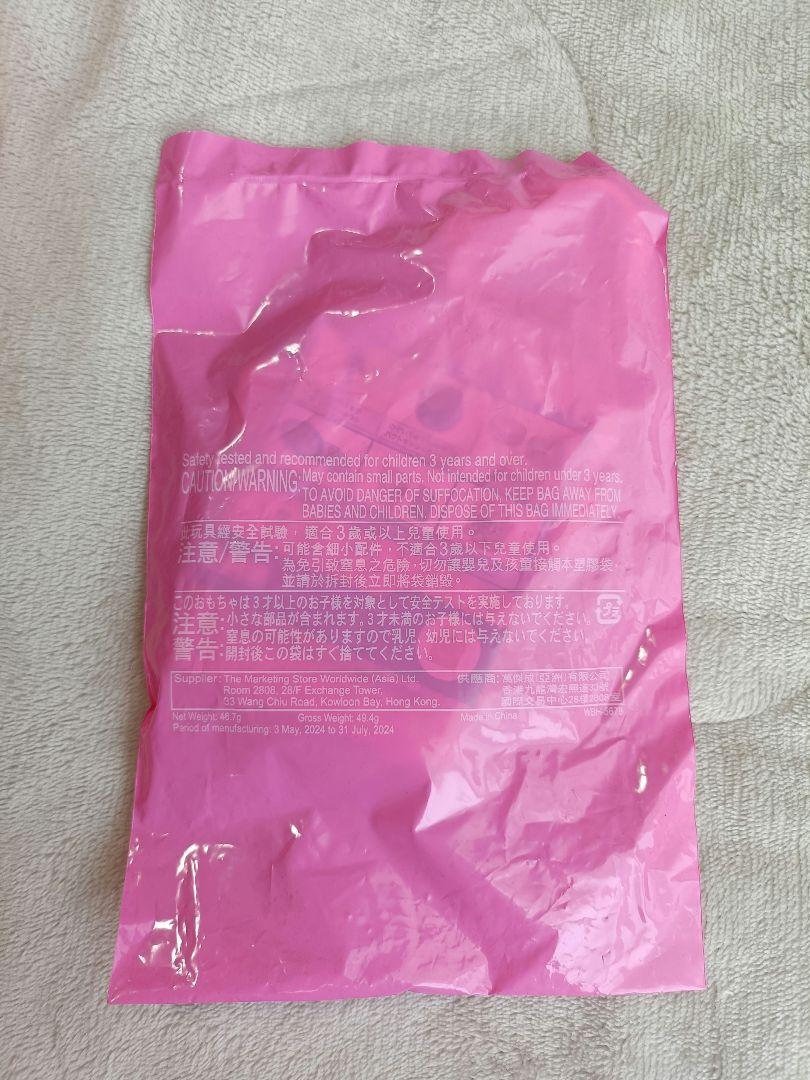 Safety tested and recommended for children 3 years and over.
CAUTION/WARNING: May contain small parts. Not intended for children under 3 years.
TO AVOID DANGER OF SUFFOCATION, KEEP BAG AWAY FROM
BABIES AND CHILDREN. DISPOSE OF THIS BAG IMMEDIATELY.
此玩具經安全試驗，適合3歲或以上兒童使用。
注意/警告: 可能含細小配件，不適合3歲以下兒童使用。
為免引致窒息之危險，切勿讓嬰兒及孩童接觸本塑膠袋，
並請於拆封後立即將袋銷毀。
このおもちゃは3才以上のお子様を対象として安全テストを実施しております。
注意: 小さな部品が含まれます。3才未満のお子様には与えないでください。
警告: 窒息の可能性がありますので乳児、幼児には与えないでください。
開封後この袋はすぐ捨ててください。
Supplier: The Marketing Store Worldwide (Asia) Ltd.
Room 2808, 28/F Exchange Tower,
33 Wang Chiu Road, Kowloon Bay, Hong Kong.
供應商: 萬傑威(亞洲)有限公司
香港九龍灣宏照道33號
國際交易中心28樓2808室
Net Weight: 46.7g Gross Weight: 49.4g Made in China
Period of manufacturing: 3 May, 2024 to 31 July, 2024